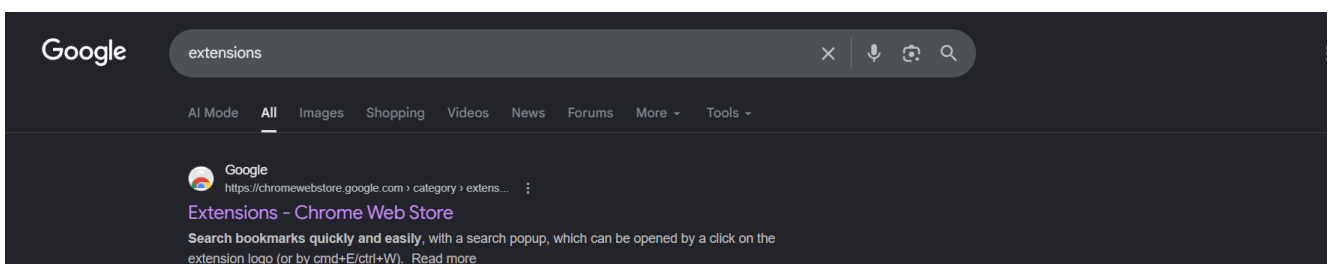 Google
extensions
AI Mode All Images Shopping Videos News Forums More Tools
Google
https://chromewebstore.google.com › category › extens...
Extensions - Chrome Web Store
Search bookmarks quickly and easily, with a search popup, which can be opened by a click on the
extension logo (or by cmd+E/ctrl+W). Read more